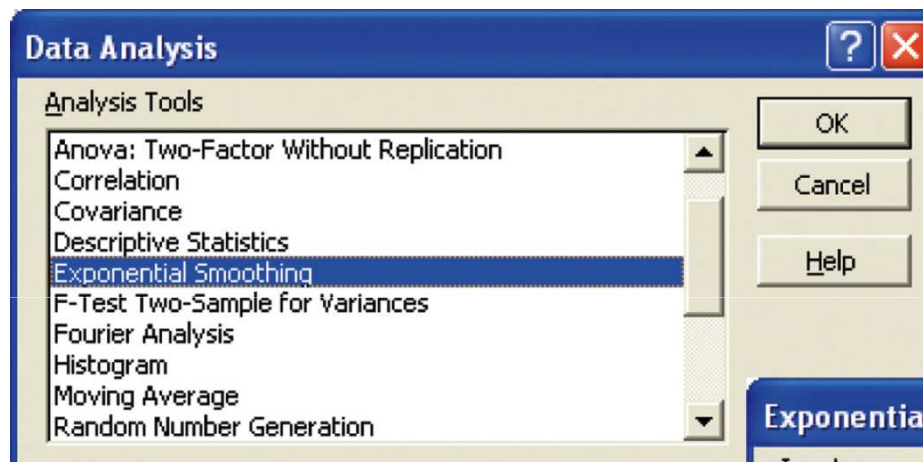 Data Analysis
Analysis Tools
Anova: Two-Factor Without Replication
Correlation
Covariance
Descriptive Statistics
Exponential Smoothing
F-Test Two-Sample for Variances
Fourier Analysis
Histogram
Moving Average
Random Number Generation
OK
Cancel
Help
Exponentia